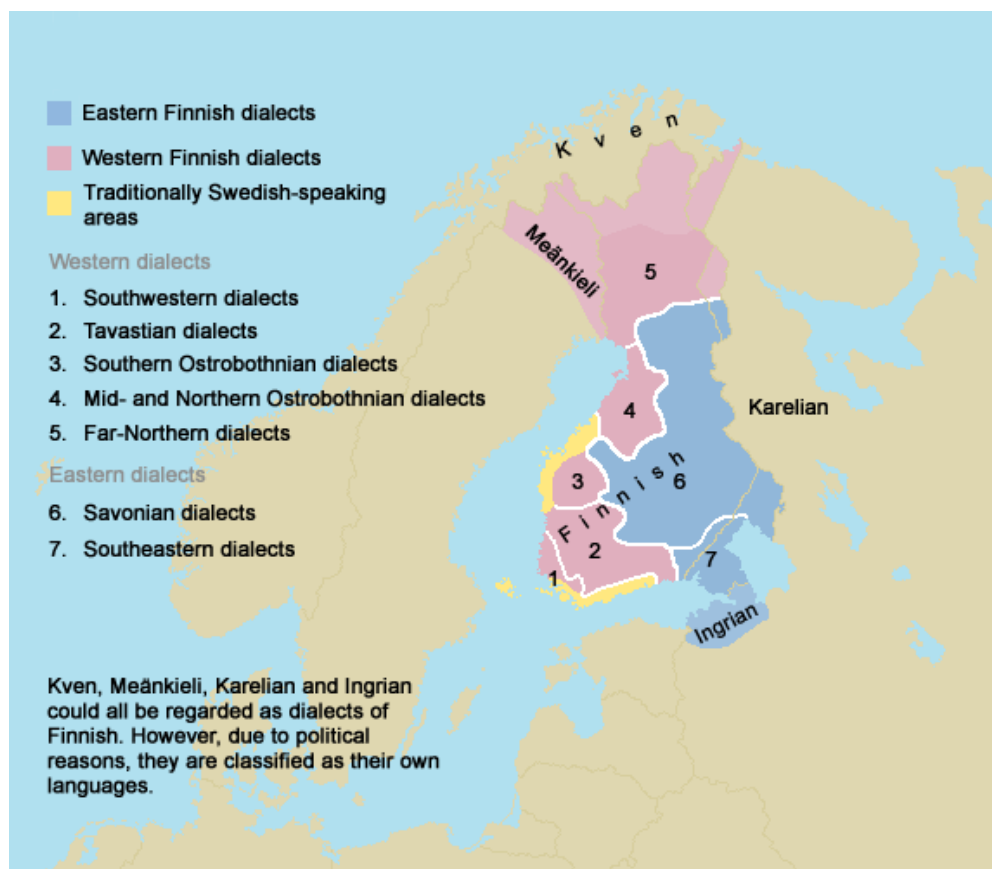 Eastern Finnish dialects
Western Finnish dialects
Traditionally Swedish-speaking
areas
Western dialects
1. Southwestern dialects
2. Tavastian dialects
3. Southern Ostrobothnian dialects
4. Mid- and Northern Ostrobothnian dialects
5. Far-Northern dialects
Eastern dialects
6. Savonian dialects
7. Southeastern dialects
Kven, Meänkieli, Karelian and Ingrian
could all be regarded as dialects of
Finnish. However, due to political
reasons, they are classified as their own
languages.
Kven
Meänkieli
5
4
Karelian
3
Finnish
6
2
7
1
Ingrian